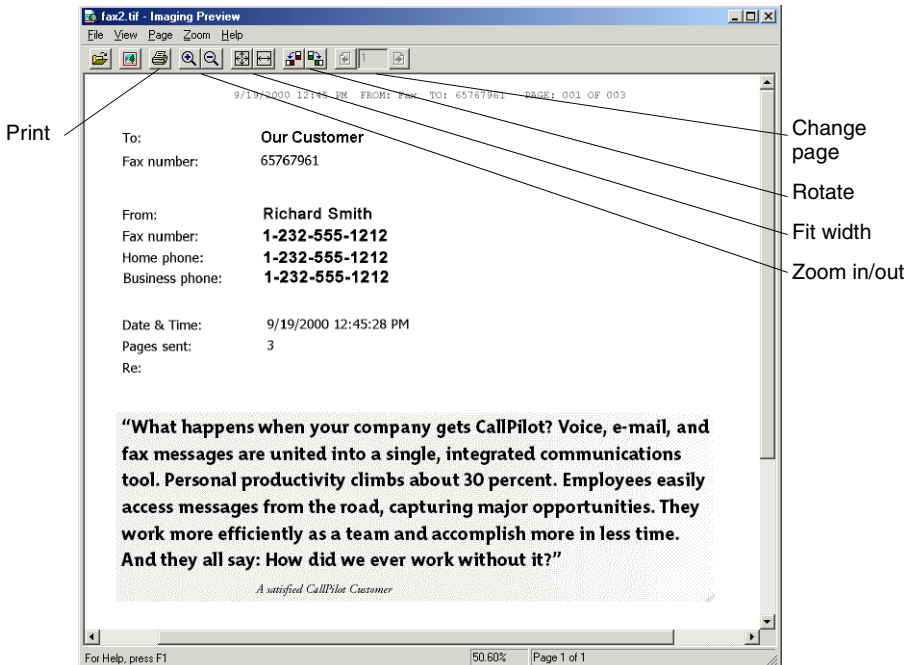 fax2.tif - Imaging Preview
File View Page Zoom Help
1
9/19/2000 12:45 PM FROM: Fax TO: 65767961 PAGE: 001 OF 003
Print
Change
page
Rotate
Fit width
Zoom in/out
To: Our Customer
Fax number: 65767961
From: Richard Smith
Fax number: 1-232-555-1212
Home phone: 1-232-555-1212
Business phone: 1-232-555-1212
Date & Time: 9/19/2000 12:45:28 PM
Pages sent: 3
Re:
“What happens when your company gets CallPilot? Voice, e-mail, and
fax messages are united into a single, integrated communications
tool. Personal productivity climbs about 30 percent. Employees easily
access messages from the road, capturing major opportunities. They
work more efficiently as a team and accomplish more in less time.
And they all say: How did we ever work without it?”
A satisfied CallPilot Customer
For Help, press F1 50.60% Page 1 of 1